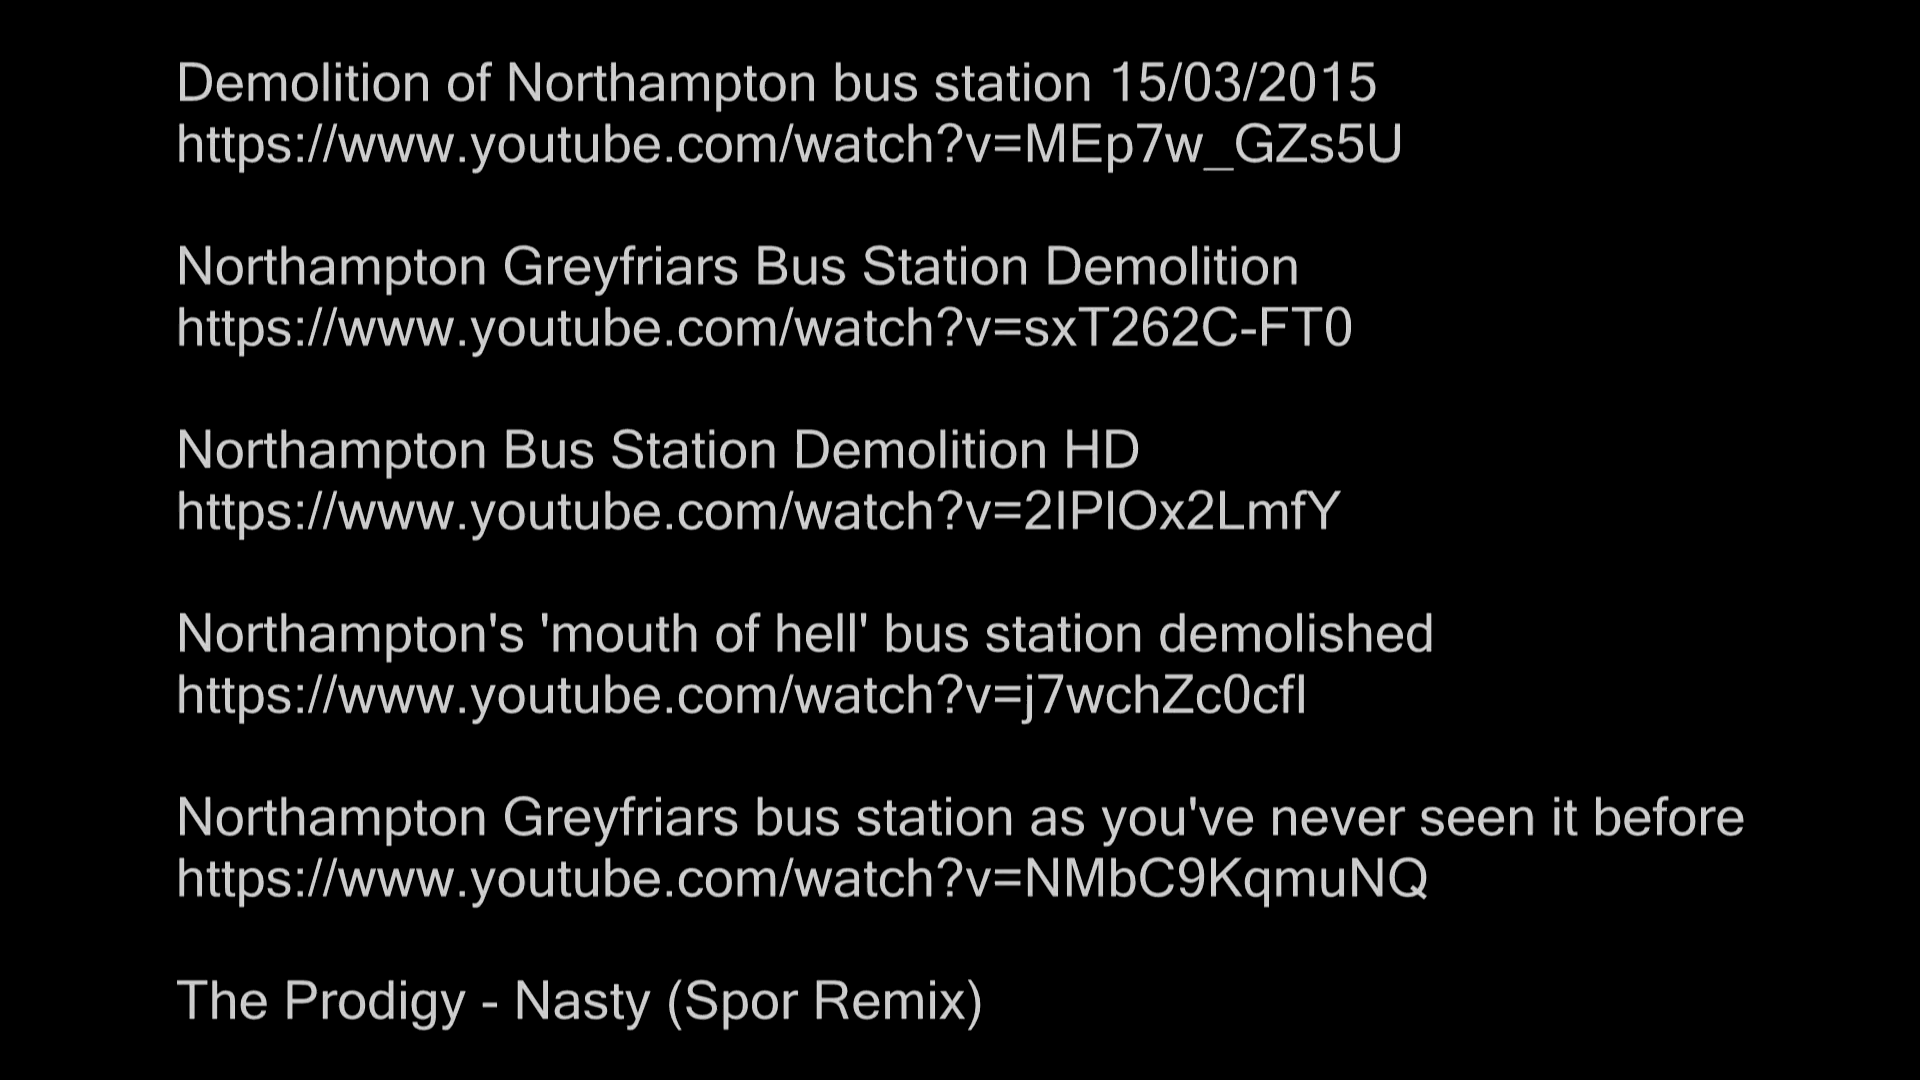 Demolition of Northampton bus station 15/03/2015
https://www.youtube.com/watch?v=MEp7w_GZs5U
Northampton Greyfriars Bus Station Demolition
https://www.youtube.com/watch?v=sxT262C-FT0
Northampton Bus Station Demolition HD
https://www.youtube.com/watch?v=2IPIOx2LmfY
Northampton's 'mouth of hell' bus station demolished
https://www.youtube.com/watch?v=j7wchZc0cfI
Northampton Greyfriars bus station as you've never seen it before
https://www.youtube.com/watch?v=NMbC9KqmuNQ
The Prodigy - Nasty (Spor Remix)